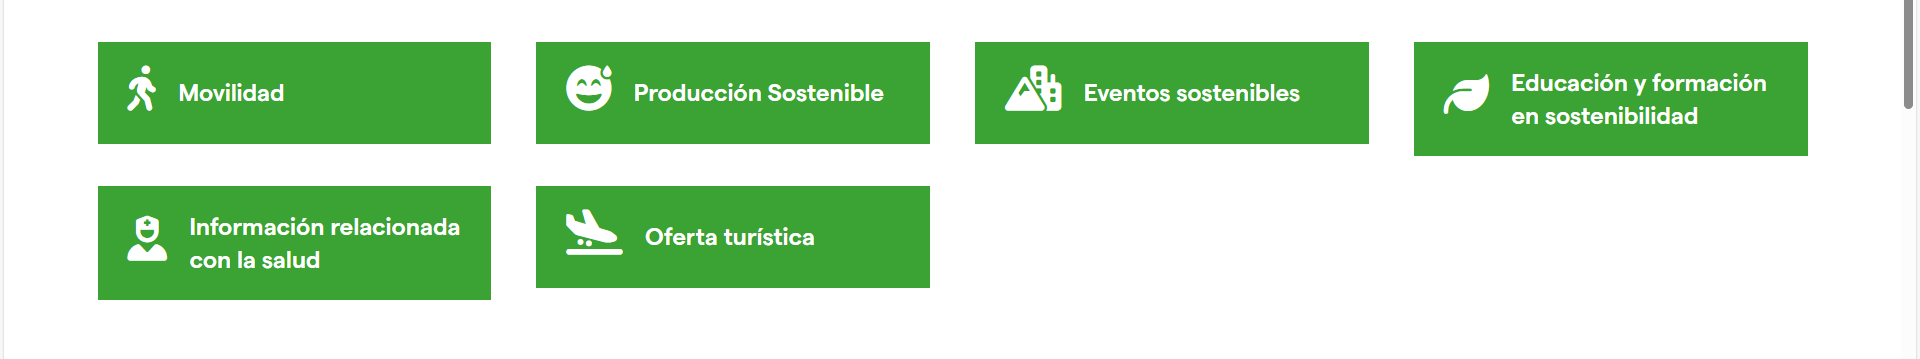 Movilidad
Producción Sostenible
Eventos sostenibles
Educación y formación
en sostenibilidad
Información relacionada
con la salud
Oferta turística